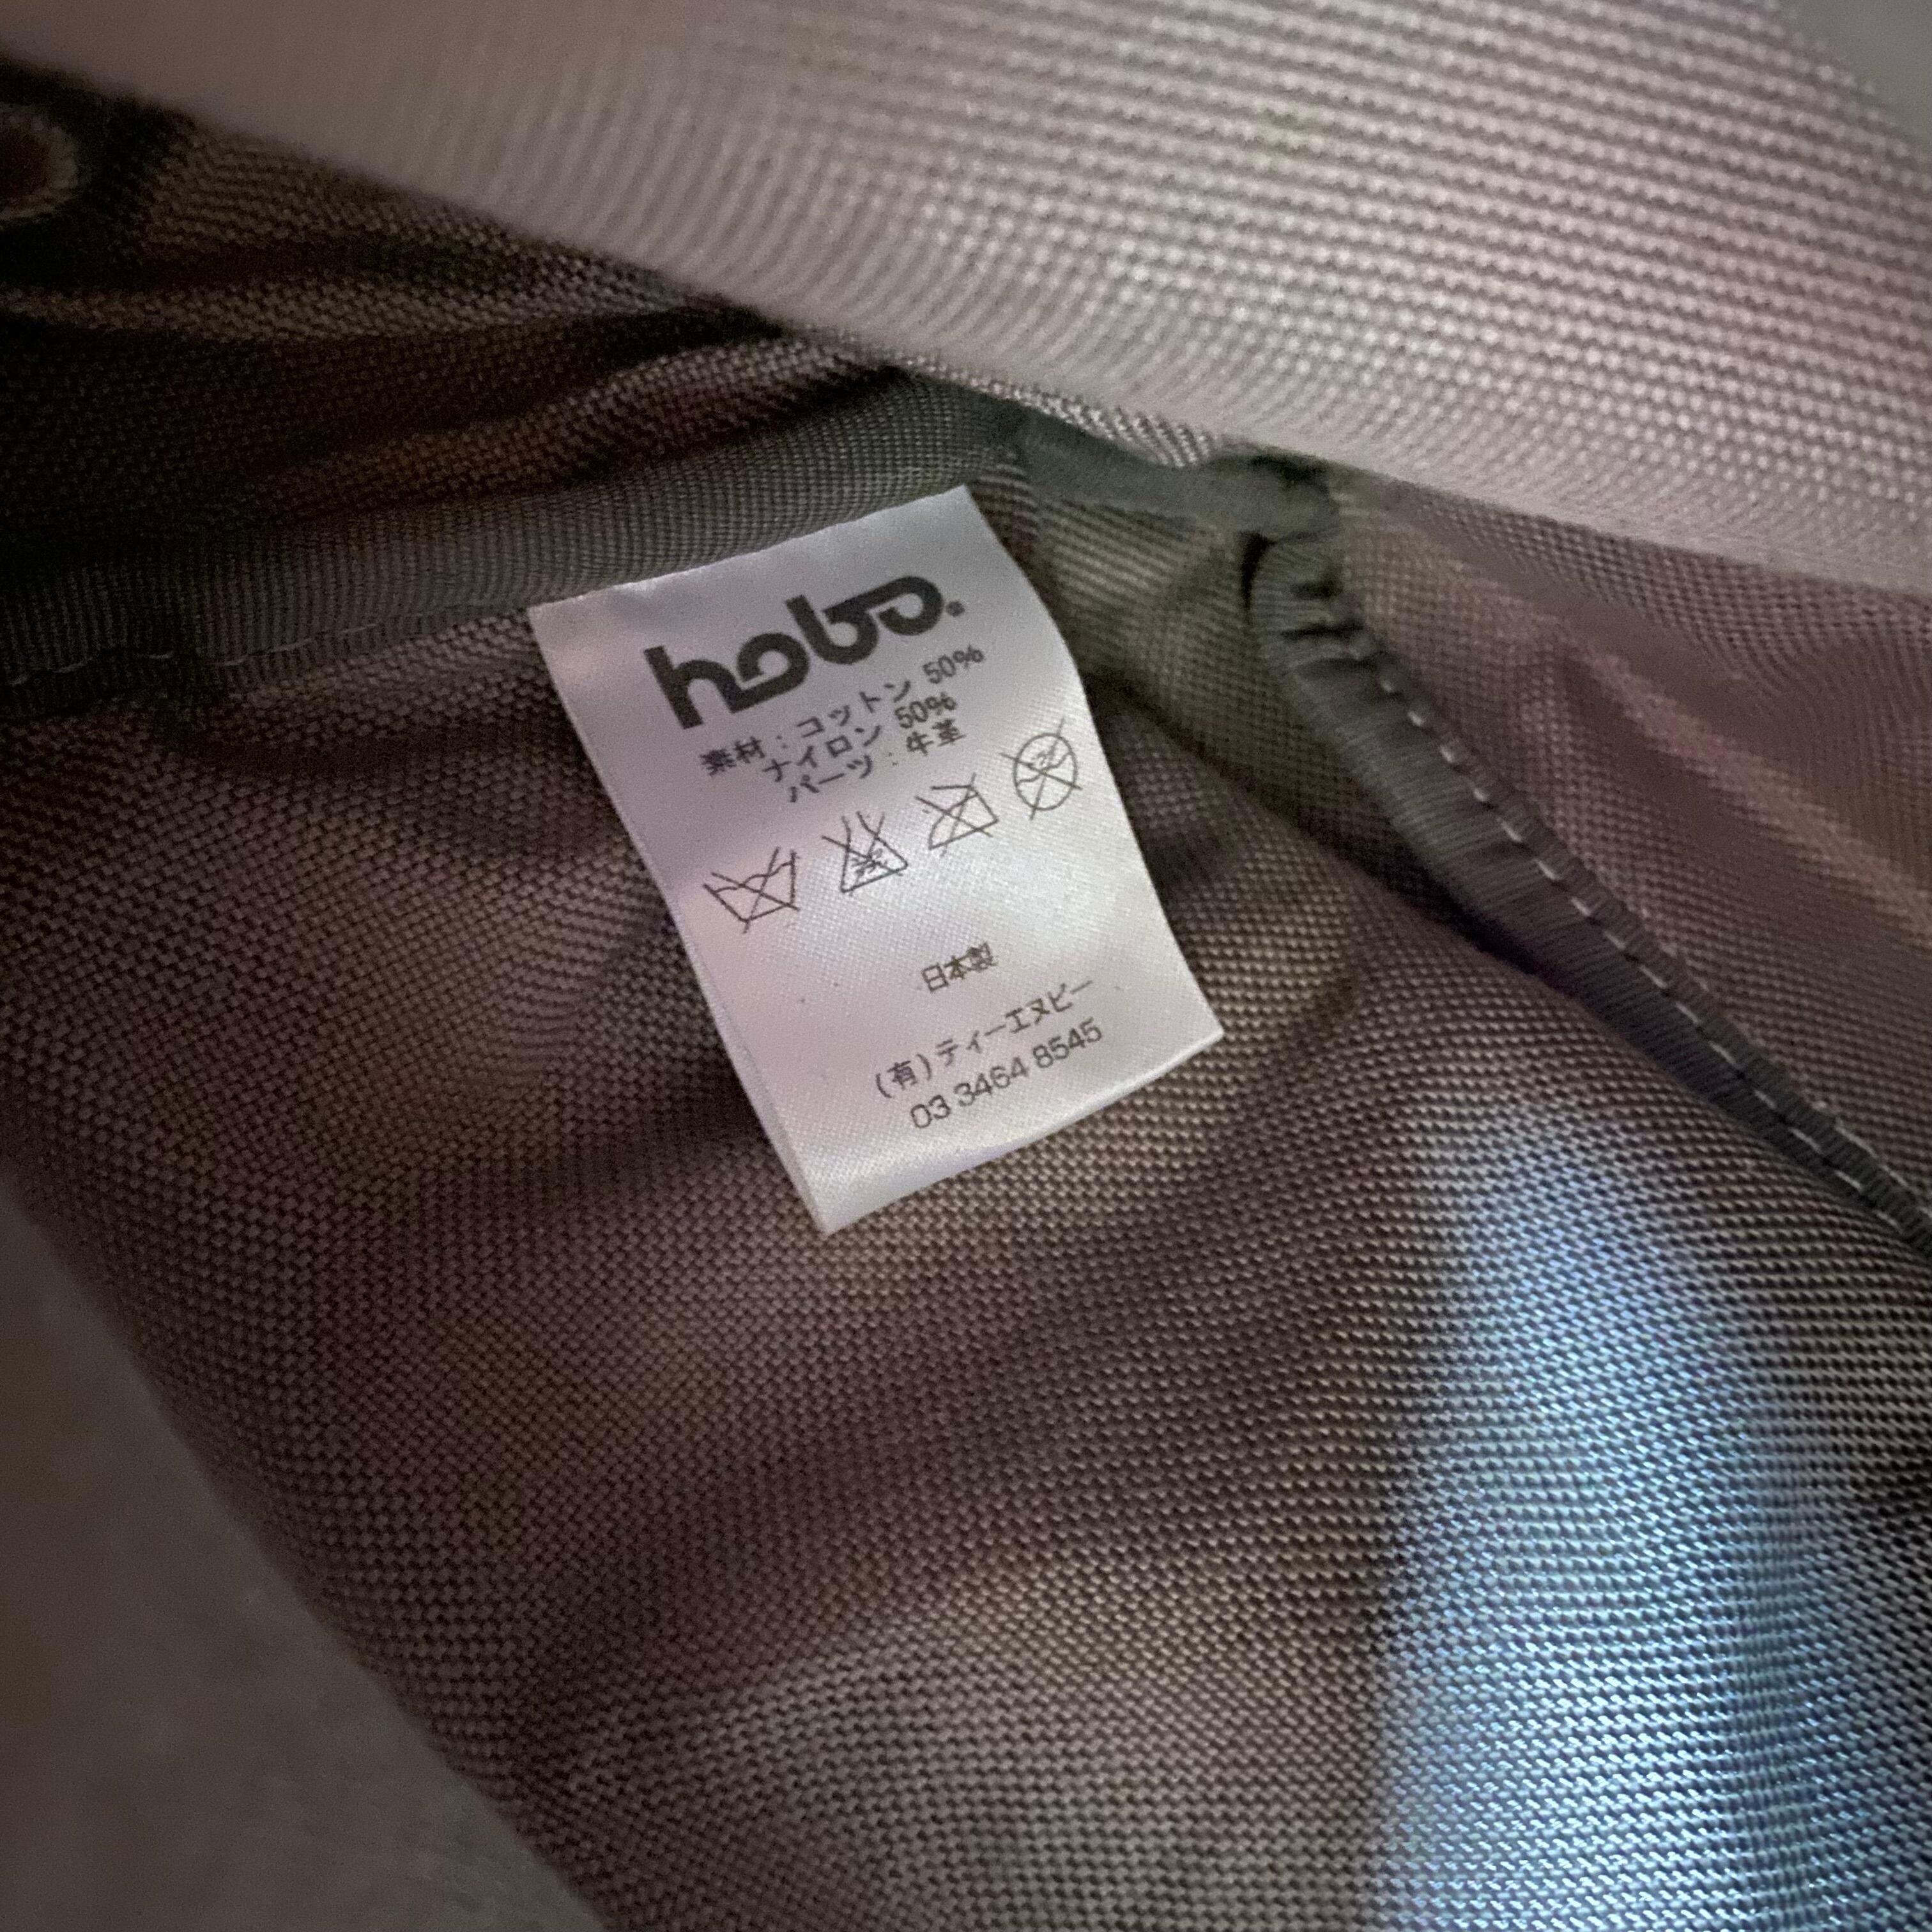 hobo.
素材：コットン 50%
ナイロン 50%
パーツ：牛革
日本製
(有)ティーエヌビー
03 3464 8545